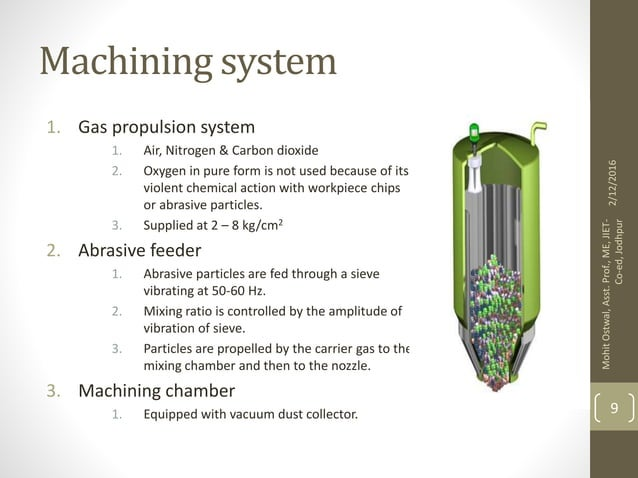 Machining system
1. Gas propulsion system
1. Air, Nitrogen & Carbon dioxide
2. Oxygen in pure form is not used because of its
violent chemical action with workpiece chips
or abrasive particles.
3. Supplied at 2 – 8 kg/cm²
2. Abrasive feeder
1. Abrasive particles are fed through a sieve
vibrating at 50-60 Hz.
2. Mixing ratio is controlled by the amplitude of
vibration of sieve.
3. Particles are propelled by the carrier gas to the
mixing chamber and then to the nozzle.
3. Machining chamber
1. Equipped with vacuum dust collector.
2/12/2016
Mohit Ostwal, Asst. Prof., ME, JIET-
Co-ed, Jodhpur
9